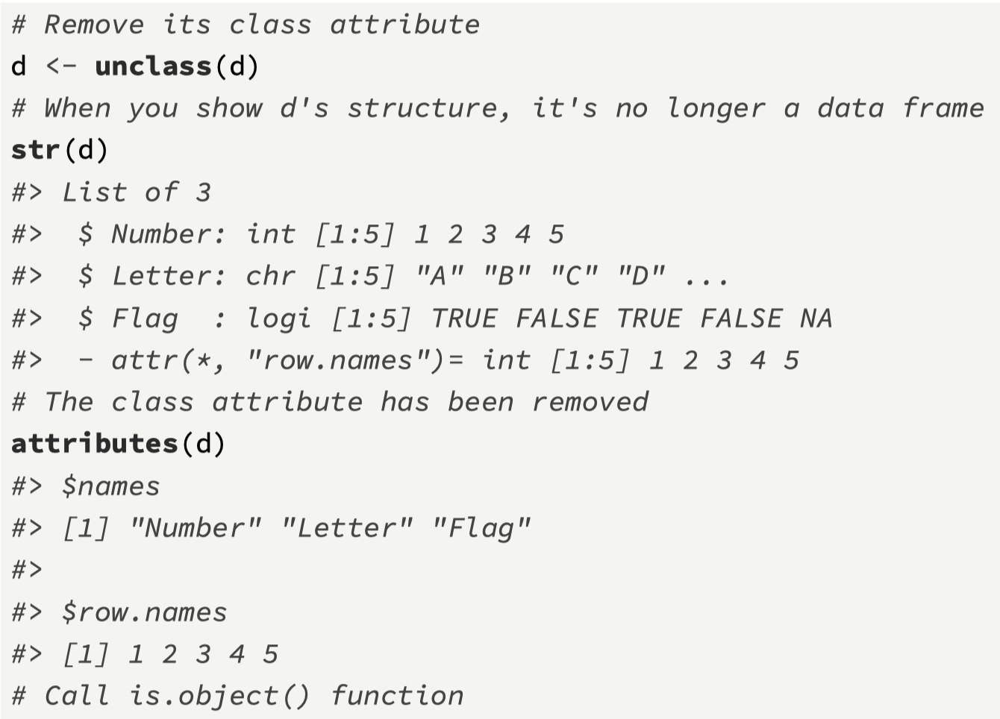 # Remove its class attribute
d <- unclass(d)
# When you show d's structure, it's no longer a data frame
str(d)
#> List of 3
#>  $ Number: int [1:5] 1 2 3 4 5
#>  $ Letter: chr [1:5] "A" "B" "C" "D" ...
#>  $ Flag  : logi [1:5] TRUE FALSE TRUE FALSE NA
#>  - attr(*, "row.names")= int [1:5] 1 2 3 4 5
# The class attribute has been removed
attributes(d)
#> $names
#> [1] "Number" "Letter" "Flag"
#>
#> $row.names
#> [1] 1 2 3 4 5
# Call is.object() function